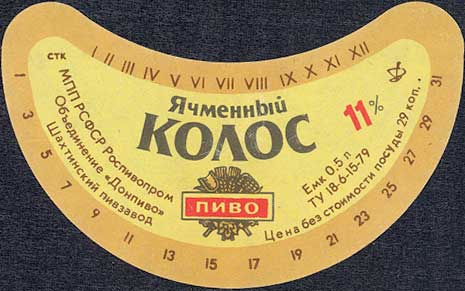 I II III IV V VI VII VIII IX X XI XII
СТК
МПП РСФСР Роспивопром
Объединение «Донпиво»
Шахтинский пивзавод
Ячменный
КОЛОС
11%
ПИВО
Емк 0,5 л
ТУ 18-6-15-79
Цена без стоимости посуды 29 коп.
1 3 5 7 9 11 13 15 17 19 21 23 25 27 29 31